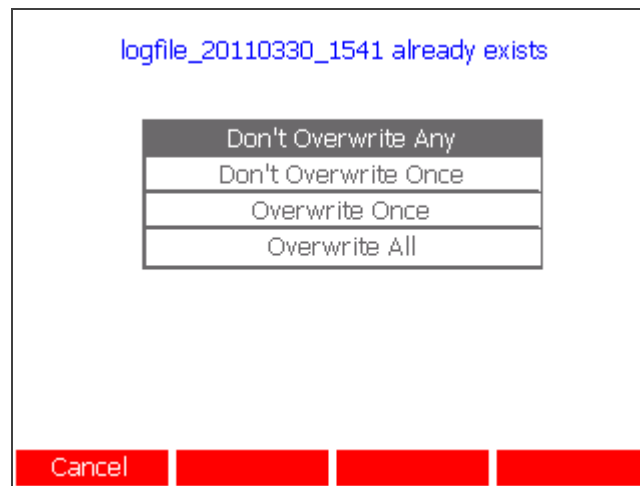 logfile_20110330_1541 already exists
Don't Overwrite Any
Don't Overwrite Once
Overwrite Once
Overwrite All
Cancel